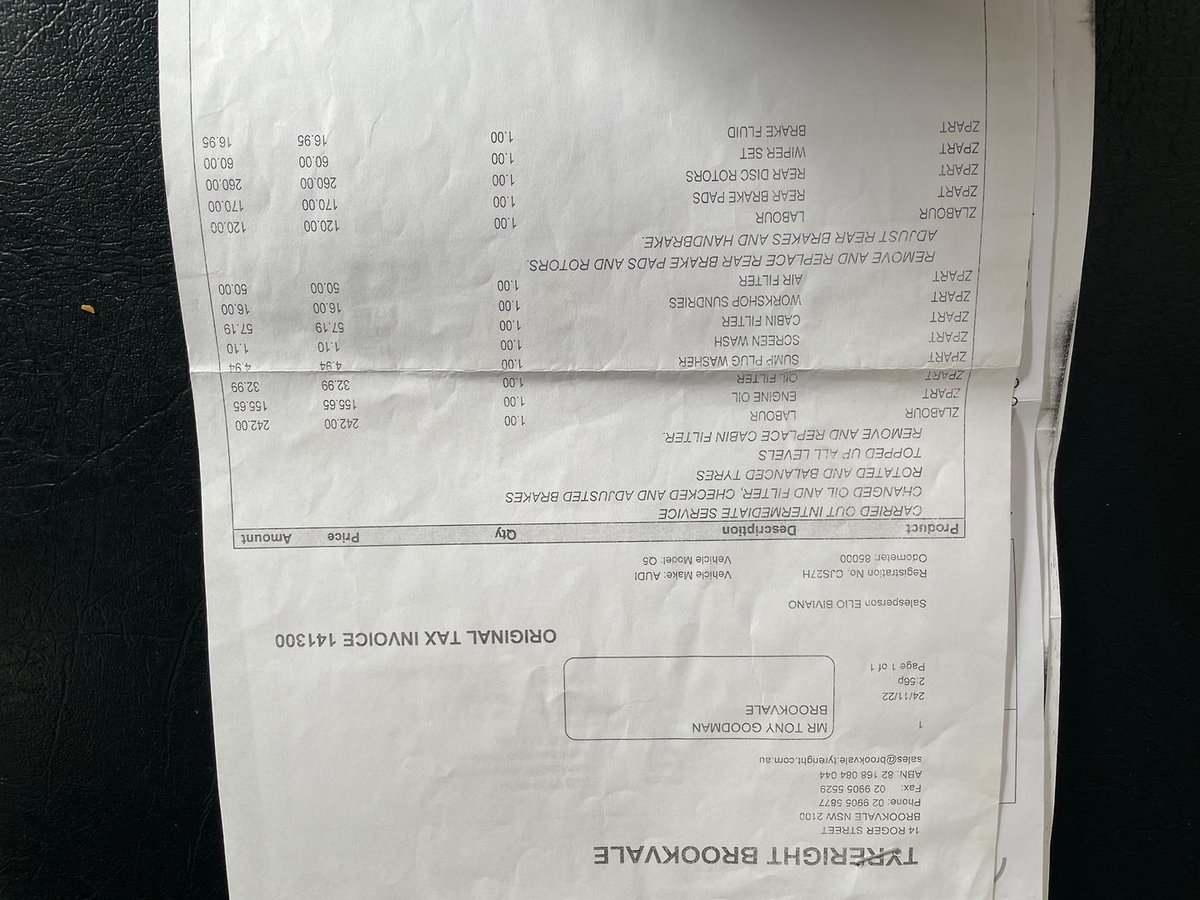 TYRERIGHT BROOKVALE
14 ROGER STREET
BROOKVALE NSW 2100
Phone: 02 9905 5877
Fax: 02 9905 5529
ABN: 82 168 084 044
sales@brookvale.tyreright.com.au
1
MR TONY GOODMAN
BROOKVALE
24/11/22
2:56p
Page 1 of 1
ORIGINAL TAX INVOICE 141300
Salesperson ELIO BIVIANO
Registration No. CJS27H Vehicle Make: AUDI
Odometer: 85000 Vehicle Model: Q5
Product Description Qty Price Amount
CARRIED OUT INTERMEDIATE SERVICE
CHANGED OIL AND FILTER, CHECKED AND ADJUSTED BRAKES
ROTATED AND BALANCED TYRES
TOPPED UP ALL LEVELS
REMOVE AND REPLACE CABIN FILTER.
ZLABOUR LABOUR 1.00 242.00 242.00
ZPART ENGINE OIL 1.00 155.65 155.65
ZPART OIL FILTER 1.00 32.99 32.99
ZPART SUMP PLUG WASHER 1.00 4.94 4.94
ZPART SCREEN WASH 1.00 1.10 1.10
ZPART CABIN FILTER 1.00 57.19 57.19
ZPART WORKSHOP SUNDRIES 1.00 16.00 16.00
ZPART AIR FILTER 1.00 50.00 50.00
REMOVE AND REPLACE REAR BRAKE PADS AND ROTORS.
ADJUST REAR BRAKES AND HANDBRAKE.
ZLABOUR LABOUR 1.00 120.00 120.00
ZPART REAR BRAKE PADS 1.00 170.00 170.00
ZPART REAR DISC ROTORS 1.00 260.00 260.00
ZPART WIPER SET 1.00 60.00 60.00
ZPART BRAKE FLUID 1.00 16.95 16.95